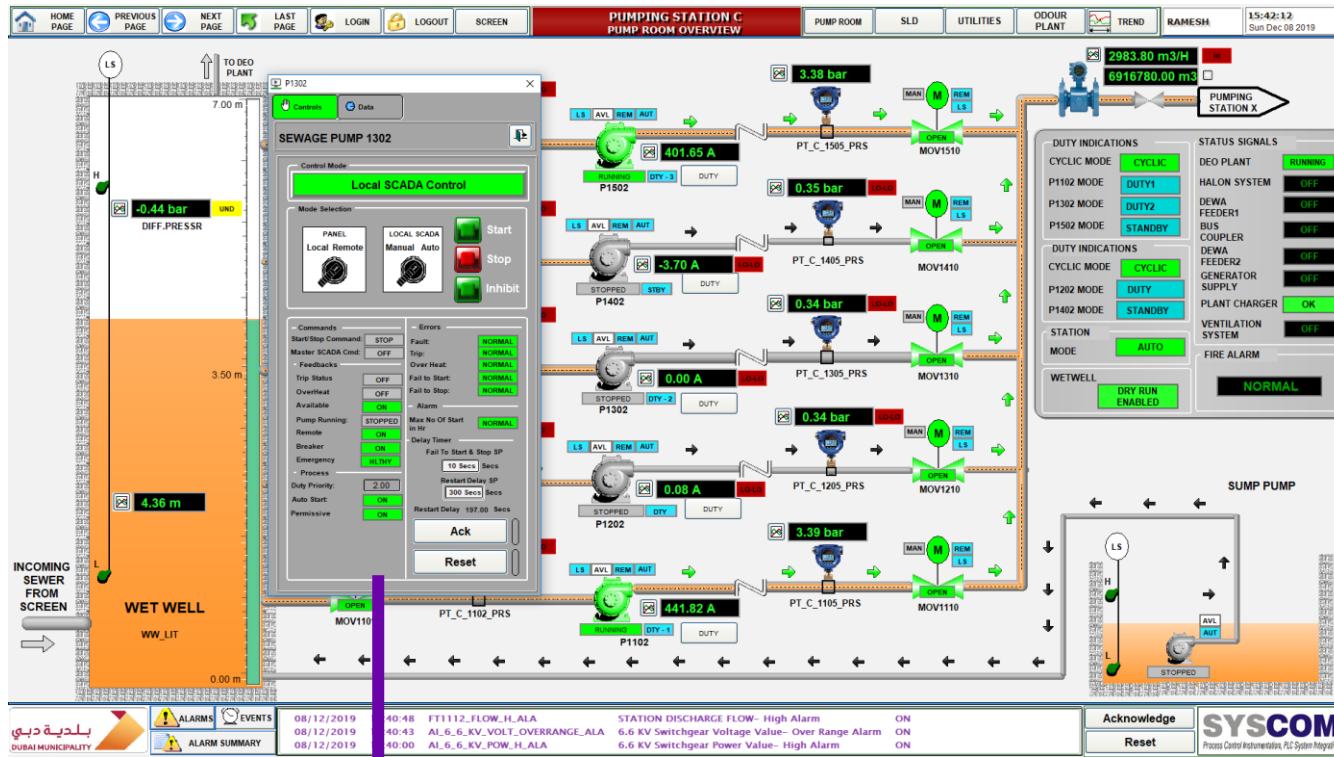 HOME PAGE
PREVIOUS PAGE
NEXT PAGE
LAST PAGE
LOGIN
LOGOUT
SCREEN
PUMPING STATION C
PUMP ROOM OVERVIEW
PUMP ROOM
SLD
UTILITIES
ODOUR PLANT
TREND
RAMESH
15:42:12
Sun Dec 08 2019
LS
TO DEO
PLANT
7.00 m
H
-0.44 bar
UND
DIFF.PRESSR
3.50 m
4.36 m
L
INCOMING
SEWER
FROM
SCREEN
WET WELL
WW_LIT
0.00 m
P1302
Controls
Data
SEWAGE PUMP 1302
Control Mode
Local SCADA Control
Mode Selection
PANEL
Local Remote
LOCAL SCADA
Manual Auto
Start
Stop
Inhibit
Commands
Start/Stop Command: STOP
Master SCADA Cmd: OFF
Feedbacks
Trip Status OFF
OverHeat OFF
Available ON
Pump Running: STOPPED
Remote ON
Breaker ON
Emergency HLTHY
Process
Duty Priority: 2.00
Auto Start: ON
Permissive ON
Errors
Fault: NORMAL
Trip: NORMAL
Over Heat: NORMAL
Fail to Start: NORMAL
Fail to Stop: NORMAL
Alarm
Max No Of Start
in Hr
NORMAL
Delay Timer
Fail To Start & Stop SP
10 Secs Secs
Restart Delay SP
300 Secs Secs
Restart Delay 197.00 Secs
Ack
Reset
OPEN
PT_C_1102_PRS
LS AVL REM AUT
401.65 A
RUNNING DTY - 3
DUTY
P1502
3.38 bar
PT_C_1505_PRS
MAN M REM
LS
OPEN
MOV1510
LS AVL REM AUT
-3.70 A
LO-LO
STOPPED STBY
DUTY
P1402
0.35 bar
LO-LO
PT_C_1405_PRS
MAN M REM
LS
OPEN
MOV1410
LS AVL REM AUT
0.00 A
LO-LO
STOPPED DTY - 2
DUTY
P1302
0.34 bar
LO-LO
PT_C_1305_PRS
MAN M REM
LS
OPEN
MOV1310
LS AVL REM AUT
0.08 A
LO-LO
STOPPED DTY
DUTY
P1202
0.34 bar
LO-LO
PT_C_1205_PRS
MAN M REM
LS
OPEN
MOV1210
LS AVL REM AUT
441.82 A
RUNNING DTY - 1
DUTY
P1102
3.39 bar
PT_C_1105_PRS
MAN M REM
LS
OPEN
MOV1110
2983.80 m3/H
6916780.00 m3
PUMPING
STATION X
DUTY INDICATIONS
CYCLIC MODE CYCLIC
P1102 MODE DUTY1
P1302 MODE DUTY2
P1502 MODE STANDBY
DUTY INDICATIONS
CYCLIC MODE CYCLIC
P1202 MODE DUTY
P1402 MODE STANDBY
STATION
MODE AUTO
WETWELL
DRY RUN
ENABLED
STATUS SIGNALS
DEO PLANT RUNNING
HALON SYSTEM OFF
DEWA
FEEDER1 OFF
BUS
COUPLER OFF
DEWA
FEEDER2 OFF
GENERATOR
SUPPLY OFF
PLANT CHARGER OK
VENTILATION
SYSTEM OFF
FIRE ALARM
NORMAL
SUMP PUMP
LS
H
L
AVL
AUT
STOPPED
بلدية دبي
DUBAI MUNICIPALITY
ALARMS
EVENTS
ALARM SUMMARY
08/12/2019 40:48 FT1112_FLOW_H_ALA STATION DISCHARGE FLOW- High Alarm ON
08/12/2019 40:43 AI_6_6_KV_VOLT_OVERRANGE_ALA 6.6 KV Switchgear Voltage Value- Over Range Alarm ON
08/12/2019 40:00 AI_6_6_KV_POW_H_ALA 6.6 KV Switchgear Power Value- High Alarm ON
Acknowledge
Reset
SYSCOM
Process Control Instrumentation, PLC System Integrati